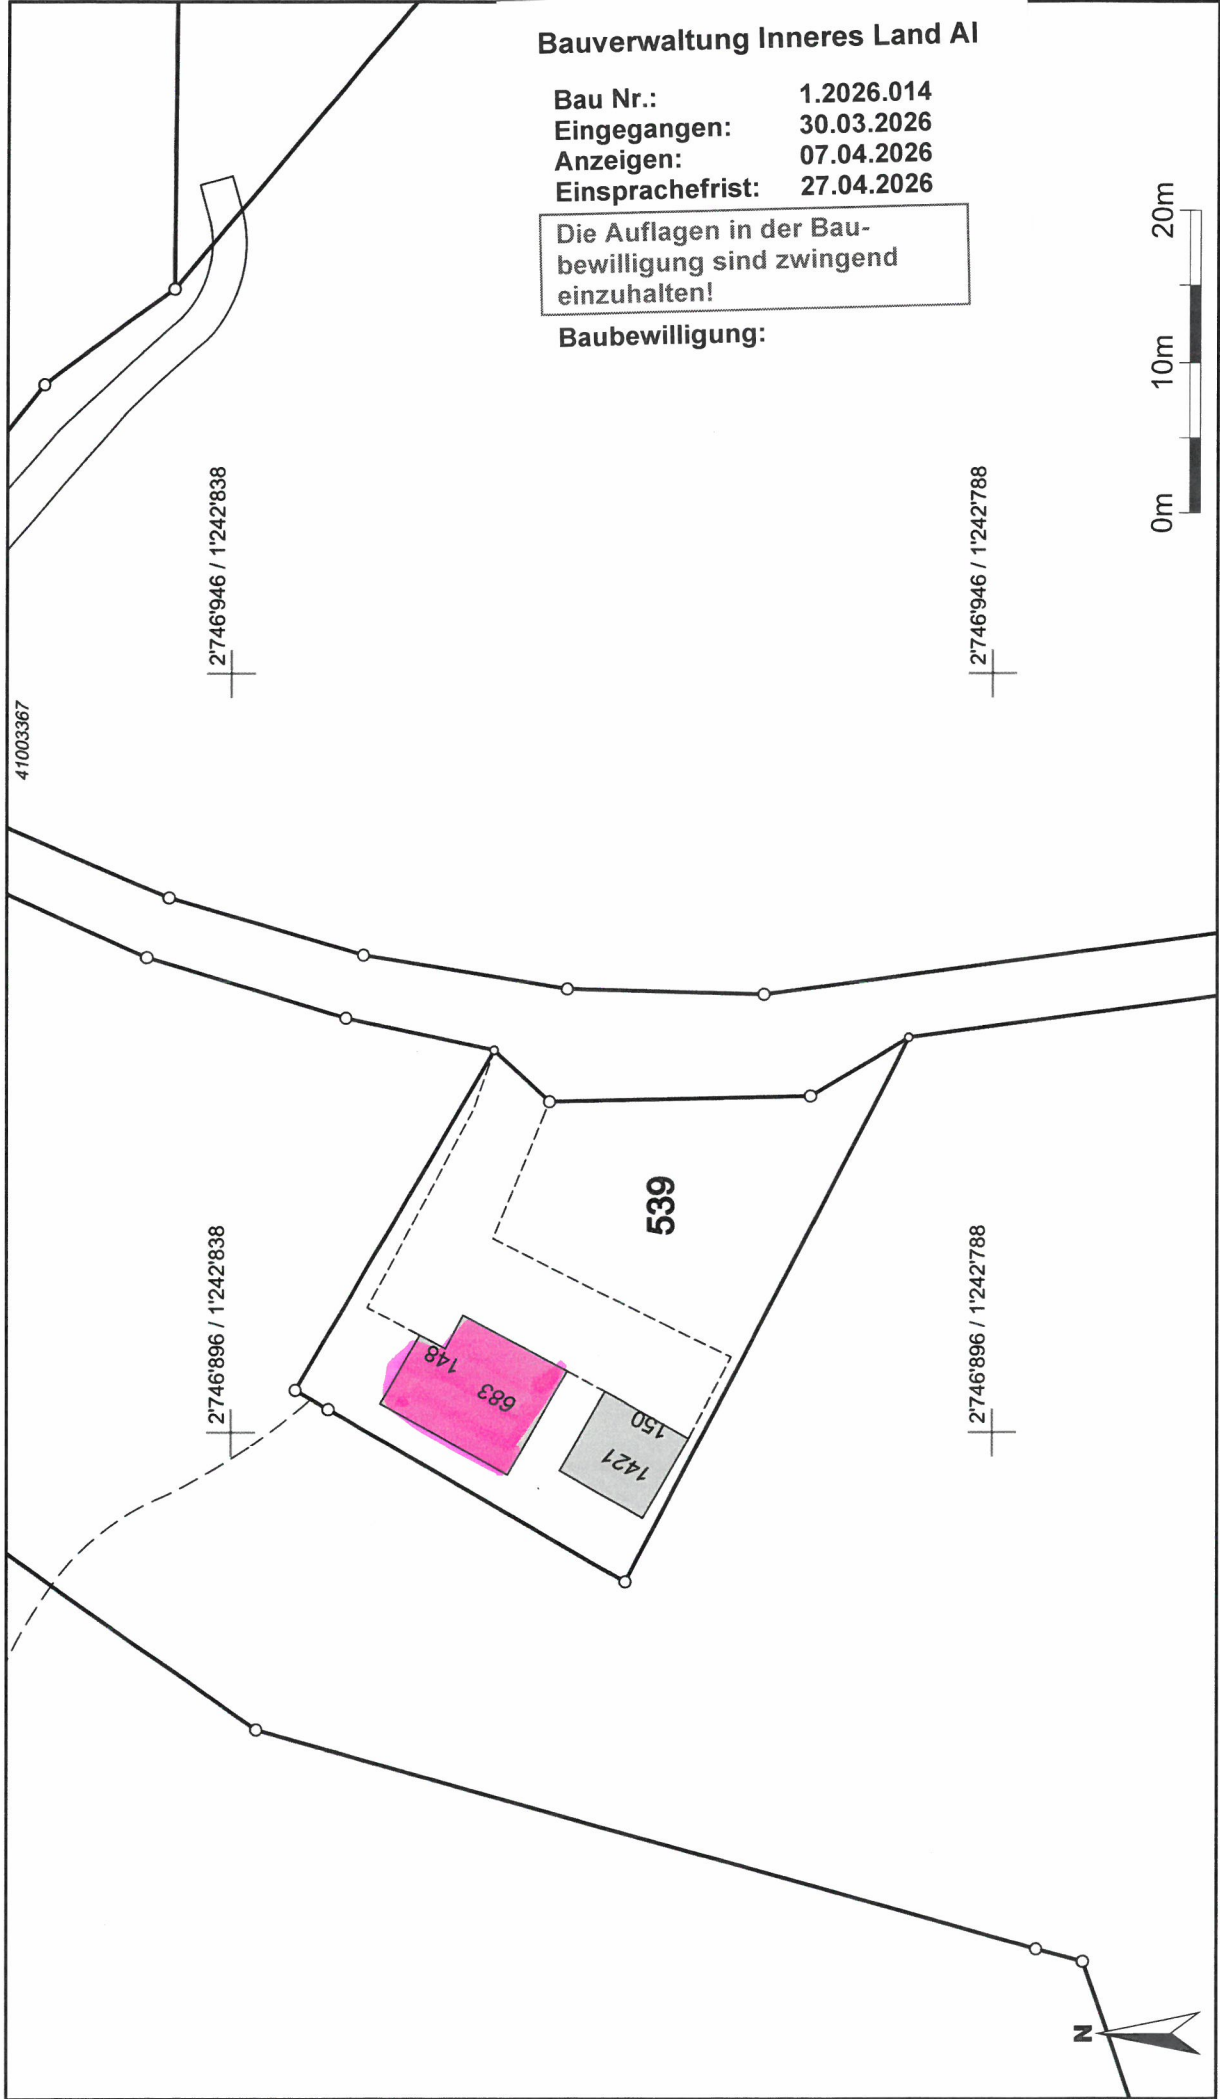 Bauverwaltung Inneres Land AI
Bau Nr.: 1.2026.014
Eingegangen: 30.03.2026
Anzeigen: 07.04.2026
Einsprachefrist: 27.04.2026
Die Auflagen in der Bau-
bewilligung sind zwingend
einzuhalten!
Baubewilligung:
20m
10m
0m
2'746'946 / 1'242'838
2'746'946 / 1'242'788
41003367
539
2'746'896 / 1'242'838
2'746'896 / 1'242'788
148
683
150
1421
N